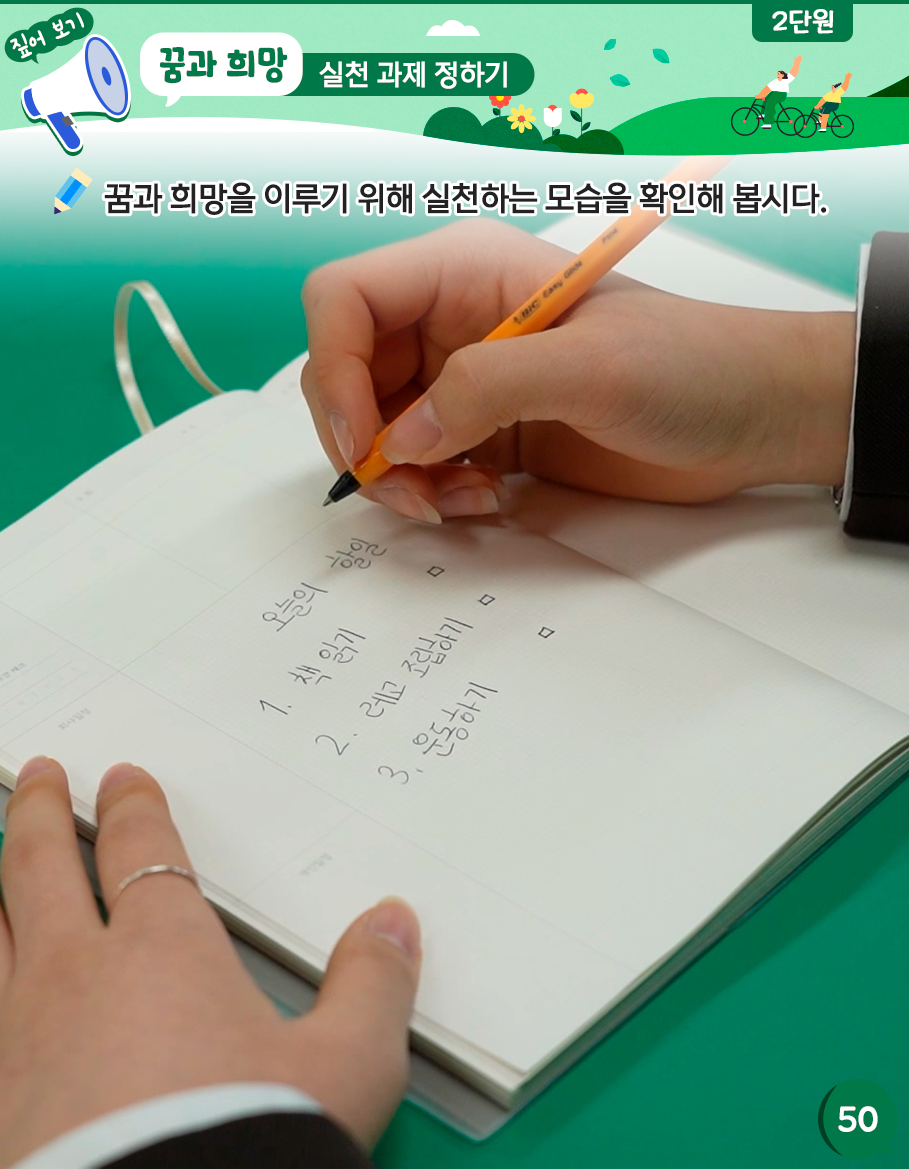 짚어 보기
2단원
꿈과 희망
실천 과제 정하기
꿈과 희망을 이루기 위해 실천하는 모습을 확인해 봅시다.
BIC Easy Glide
오늘의 할일
1. 책 읽기
2. 레고 조립하기
3. 운동하기
50